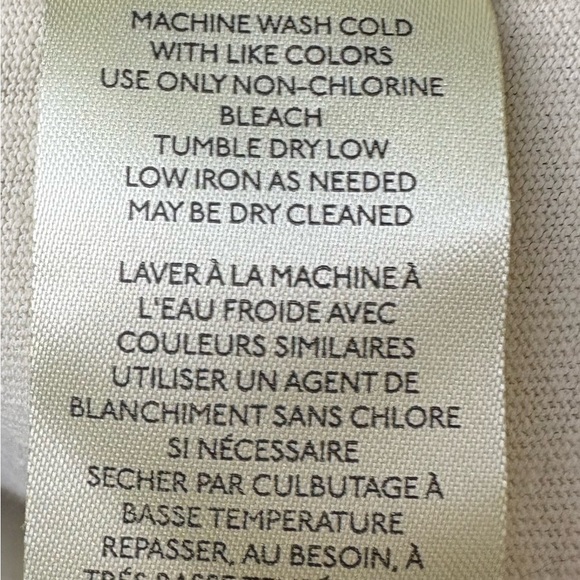 MACHINE WASH COLD
WITH LIKE COLORS
USE ONLY NON-CHLORINE
BLEACH
TUMBLE DRY LOW
LOW IRON AS NEEDED
MAY BE DRY CLEANED
LAVER À LA MACHINE À
L'EAU FROIDE AVEC
COULEURS SIMILAIRES
UTILISER UN AGENT DE
BLANCHIMENT SANS CHLORE
SI NÉCESSAIRE
SECHER PAR CULBUTAGE À
BASSE TEMPERATURE
REPASSER, AU BESOIN, À
TRÉS BASSE